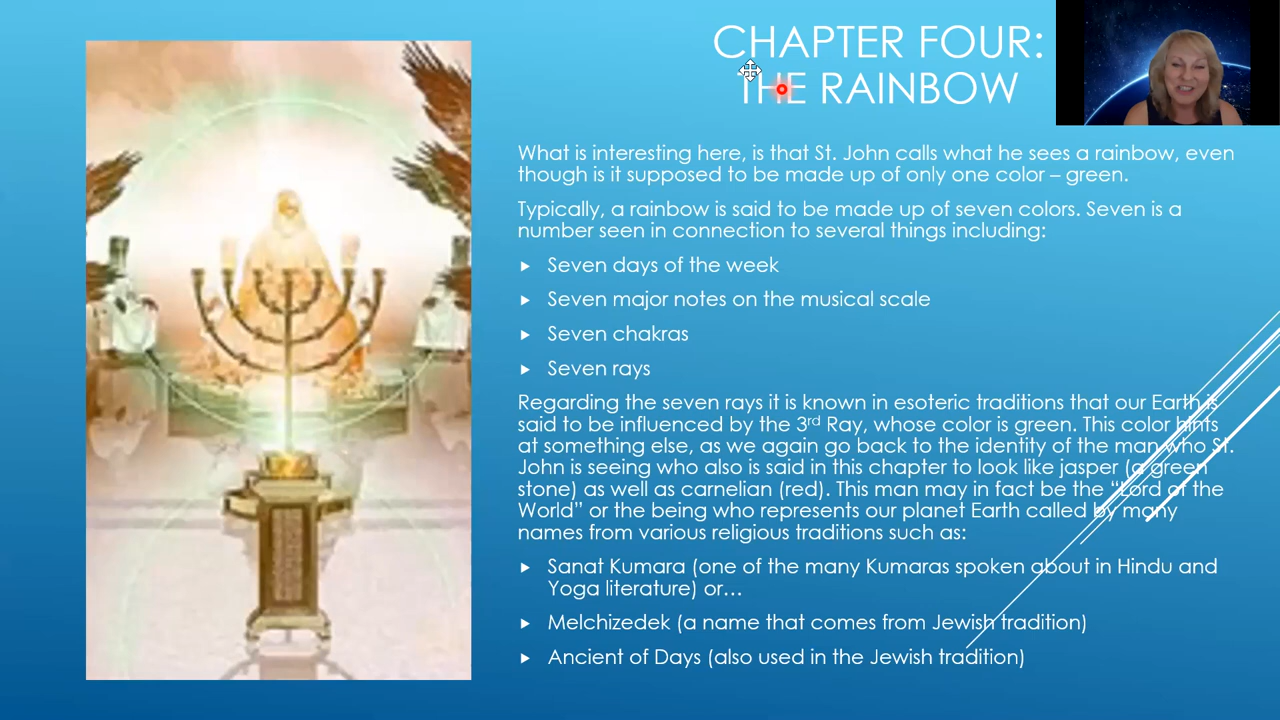 CHAPTER FOUR:
THE RAINBOW
What is interesting here, is that St. John calls what he sees a rainbow, even
though is it supposed to be made up of only one color – green.
Typically, a rainbow is said to be made up of seven colors. Seven is a
number seen in connection to several things including:
Seven days of the week
Seven major notes on the musical scale
Seven chakras
Seven rays
Regarding the seven rays it is known in esoteric traditions that our Earth is
said to be influenced by the 3rd Ray, whose color is green. This color hints
at something else, as we again go back to the identity of the man who St.
John is seeing who also is said in this chapter to look like jasper (a green
stone) as well as carnelian (red). This man may in fact be the “Lord of the
World” or the being who represents our planet Earth called by many
names from various religious traditions such as:
Sanat Kumara (one of the many Kumaras spoken about in Hindu and
Yoga literature) or…
Melchizedek (a name that comes from Jewish tradition)
Ancient of Days (also used in the Jewish tradition)